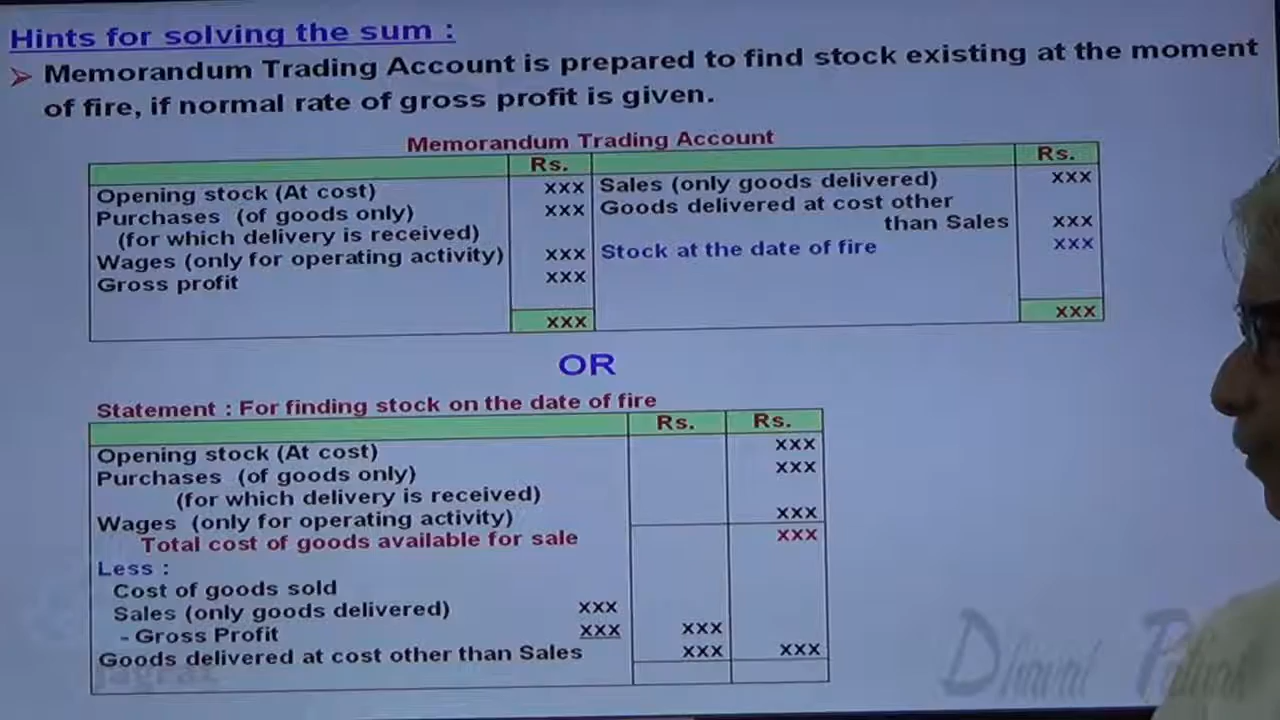 Hints for solving the sum :
➢ Memorandum Trading Account is prepared to find stock existing at the moment
of fire, if normal rate of gross profit is given.
Memorandum Trading Account
Rs. Rs.
Opening stock (At cost) xxx Sales (only goods delivered) xxx
Purchases (of goods only) xxx Goods delivered at cost other
(for which delivery is received) than Sales xxx
Wages (only for operating activity) xxx Stock at the date of fire xxx
Gross profit xxx
xxx xxx
OR
Statement : For finding stock on the date of fire
Rs. Rs.
Opening stock (At cost) xxx
Purchases (of goods only) xxx
(for which delivery is received)
Wages (only for operating activity) xxx
Total cost of goods available for sale xxx
Less :
Cost of goods sold
Sales (only goods delivered) xxx
- Gross Profit xxx xxx
Goods delivered at cost other than Sales xxx xxx